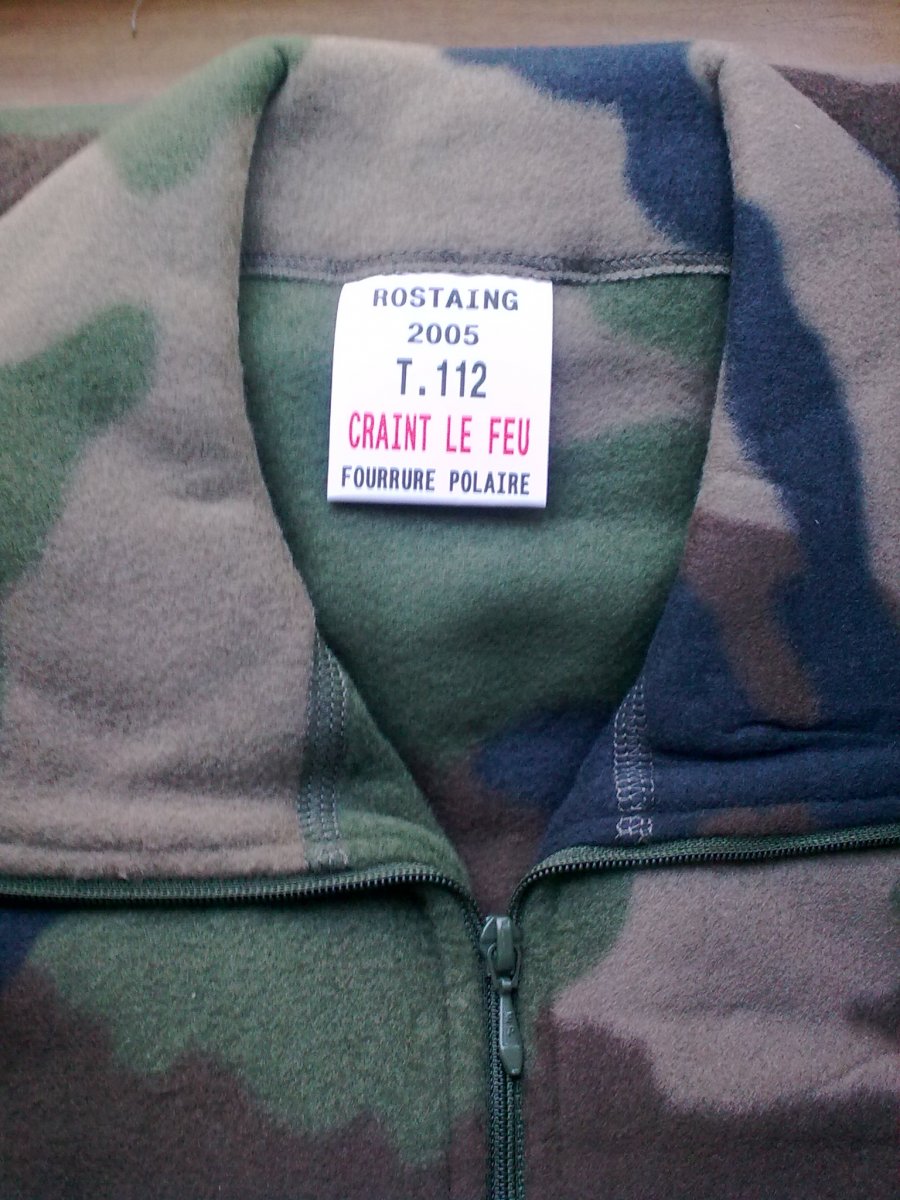 ROSTAING
2005
T.112
CRAINT LE FEU
FOURRURE POLAIRE